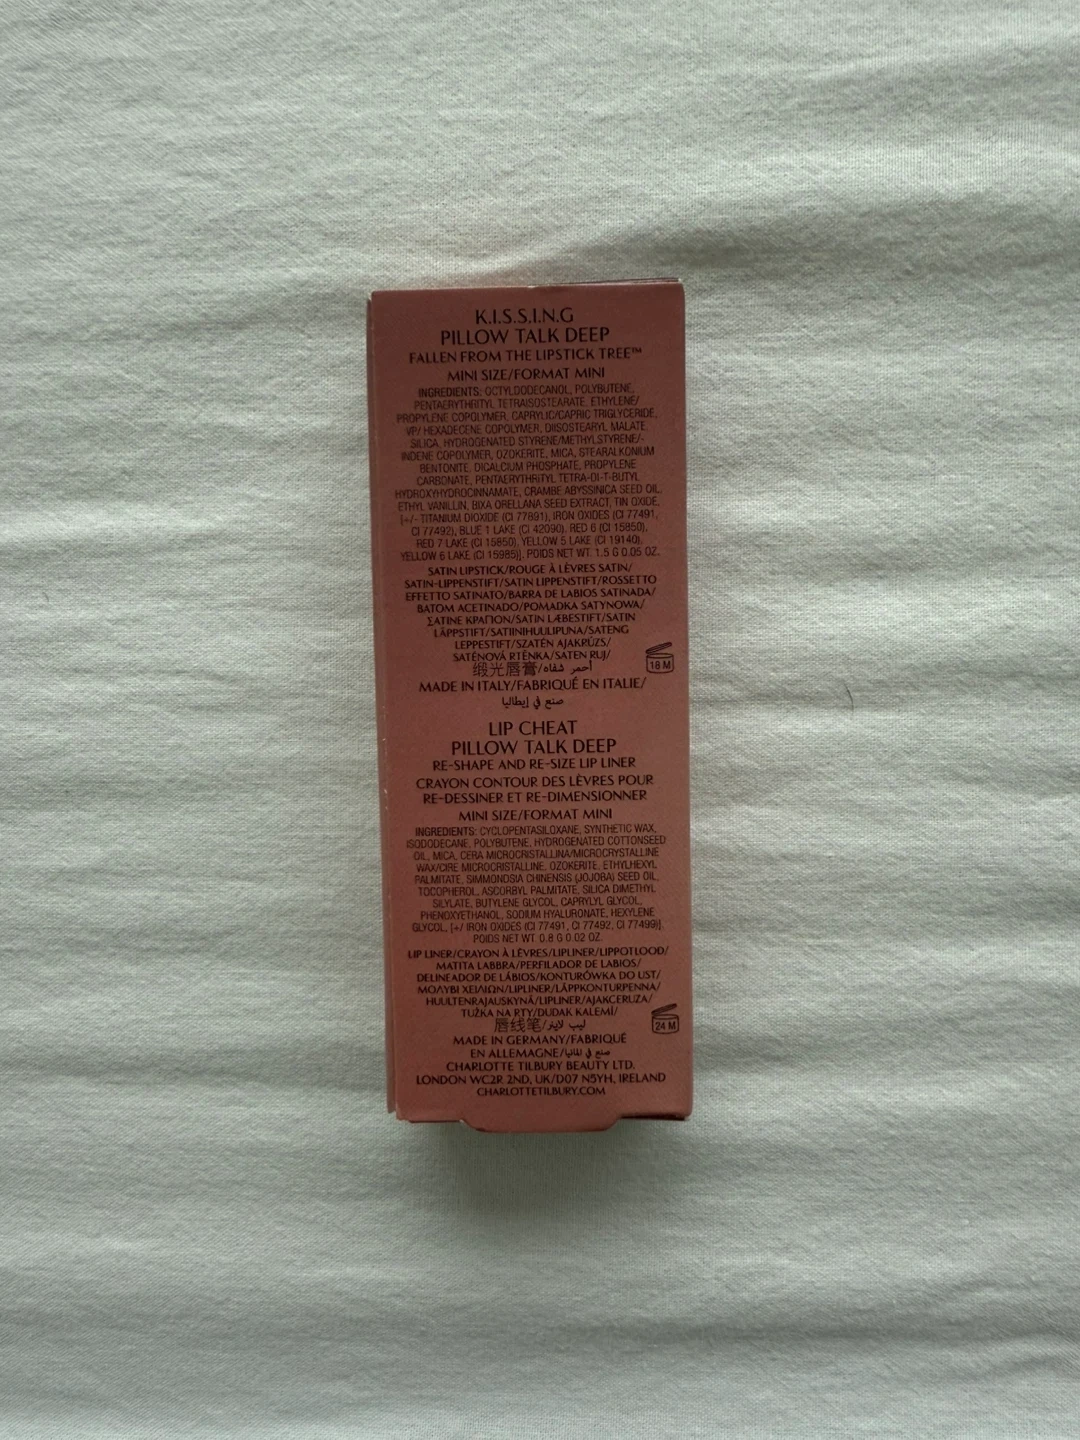 K.I.S.S.I.N.G
PILLOW TALK DEEP
FALLEN FROM THE LIPSTICK TREE™
MINI SIZE/FORMAT MINI
INGREDIENTS: OCTYLDODECANOL, POLYBUTENE,
PENTAERYTHRITYL TETRAISOSTEARATE, ETHYLENE/
PROPYLENE COPOLYMER, CAPRYLIC/CAPRIC TRIGLYCERIDE,
VP/ HEXADECENE COPOLYMER, DIISOSTEARYL MALATE,
SILICA, HYDROGENATED STYRENE/METHYLSTYRENE/-
INDENE COPOLYMER, OZOKERITE, MICA, STEARALKONIUM
BENTONITE, DICALCIUM PHOSPHATE, PROPYLENE
CARBONATE, PENTAERYTHRITYL TETRA-DI-T-BUTYL
HYDROXYHYDROCINNAMATE, CRAMBE ABYSSINICA SEED OIL,
ETHYL VANILLIN, BIXA ORELLANA SEED EXTRACT, TIN OXIDE,
[+/- TITANIUM DIOXIDE (CI 77891), IRON OXIDES (CI 77491,
CI 77492), BLUE 1 LAKE (CI 42090), RED 6 (CI 15850),
RED 7 LAKE (CI 15850), YELLOW 5 LAKE (CI 19140),
YELLOW 6 LAKE (CI 15985)], POIDS NET WT. 1.5 G 0.05 OZ.
SATIN LIPSTICK/ROUGE À LÈVRES SATIN/
SATIN-LIPPENSTIFT/SATIN LIPPENSTIFT/ROSSETTO
EFFETTO SATINATO/BARRA DE LABIOS SATINADA/
BATOM ACETINADO/POMADKA SATYNOWA/
ΣΑΤΙΝΕ ΚΡΑΓΙΟΝ/SATIN LÆBESTIFT/SATIN
LÄPPSTIFT/SATIINIHUULIPUNA/SATENG
LEPPESTIFT/SZATÉN AJAKRÚZS/
SATÉNOVÁ RTĚNKA/SATEN RUJ/
缎光唇膏/أحمر شفاه
18 M
MADE IN ITALY/FABRIQUÉ EN ITALIE/
صنع في إيطاليا
LIP CHEAT
PILLOW TALK DEEP
RE-SHAPE AND RE-SIZE LIP LINER
CRAYON CONTOUR DES LÈVRES POUR
RE-DESSINER ET RE-DIMENSIONNER
MINI SIZE/FORMAT MINI
INGREDIENTS: CYCLOPENTASILOXANE, SYNTHETIC WAX,
ISODODECANE, POLYBUTENE, HYDROGENATED COTTONSEED
OIL, MICA, CERA MICROCRISTALLINA/MICROCRYSTALLINE
WAX/CIRE MICROCRISTALLINE, OZOKERITE, ETHYLHEXYL
PALMITATE, SIMMONDSIA CHINENSIS (JOJOBA) SEED OIL,
TOCOPHEROL, ASCORBYL PALMITATE, SILICA DIMETHYL
SILYLATE, BUTYLENE GLYCOL, CAPRYLYL GLYCOL,
PHENOXYETHANOL, SODIUM HYALURONATE, HEXYLENE
GLYCOL, [+/ IRON OXIDES (CI 77491, CI 77492, CI 77499)].
POIDS NET WT 0.8 G 0.02 OZ.
LIP LINER/CRAYON À LÈVRES/LIPLINER/LIPPOTLOOD/
MATITA LABBRA/PERFILADOR DE LABIOS/
DELINEADOR DE LÁBIOS/KONTURÓWKA DO UST/
ΜΟΛΥΒΙ ΧΕΙΛΙΩΝ/LIPLINER/LÄPPKONTURPENNA/
HUULTENRAJAUSKYNÄ/LIPLINER/AJAKCERUZA/
TUŽKA NA RTY/DUDAK KALEMİ/
唇线笔/ليب لاينر
24 M
MADE IN GERMANY/FABRIQUÉ
EN ALLEMAGNE/صنع في المانيا
CHARLOTTE TILBURY BEAUTY LTD.
LONDON WC2R 2ND, UK/D07 N5YH, IRELAND
CHARLOTTETILBURY.COM